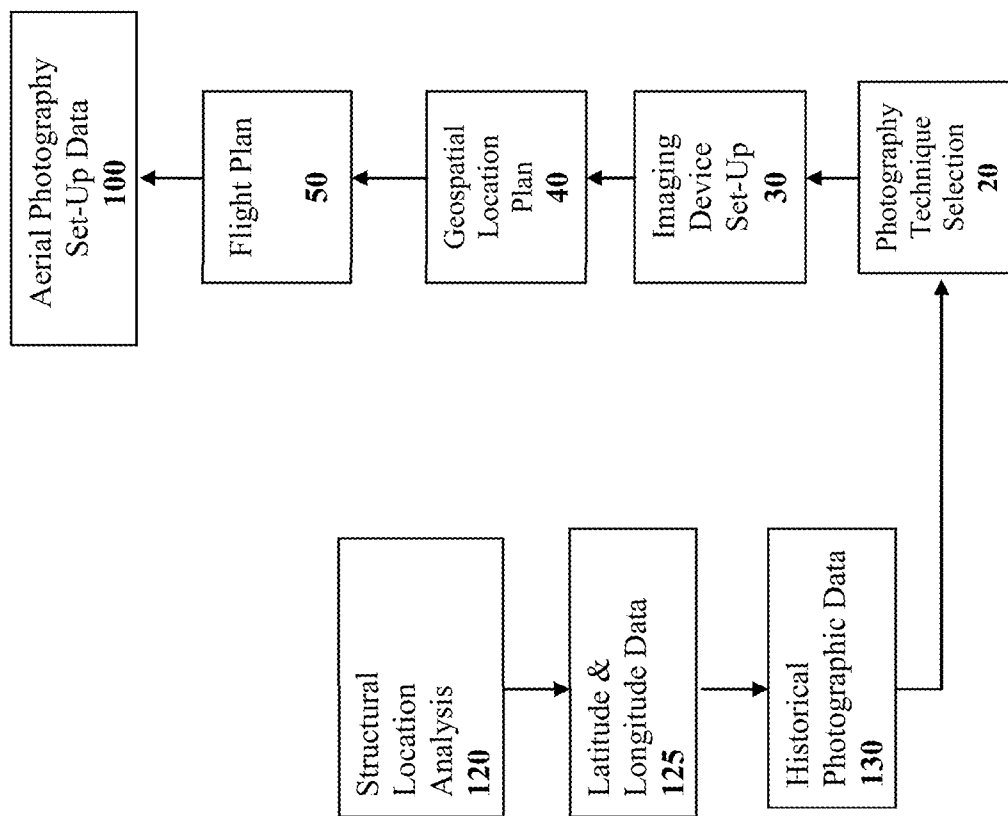 Structural
Location
Analysis
120
Latitude &
Longitude Data
125
Historical
Photographic Data
130
Aerial Photography
Set-Up Data
100
Flight Plan
50
Geospatial
Location
Plan
40
Imaging
Device
Set-Up
30
Photography
Technique
Selection
20